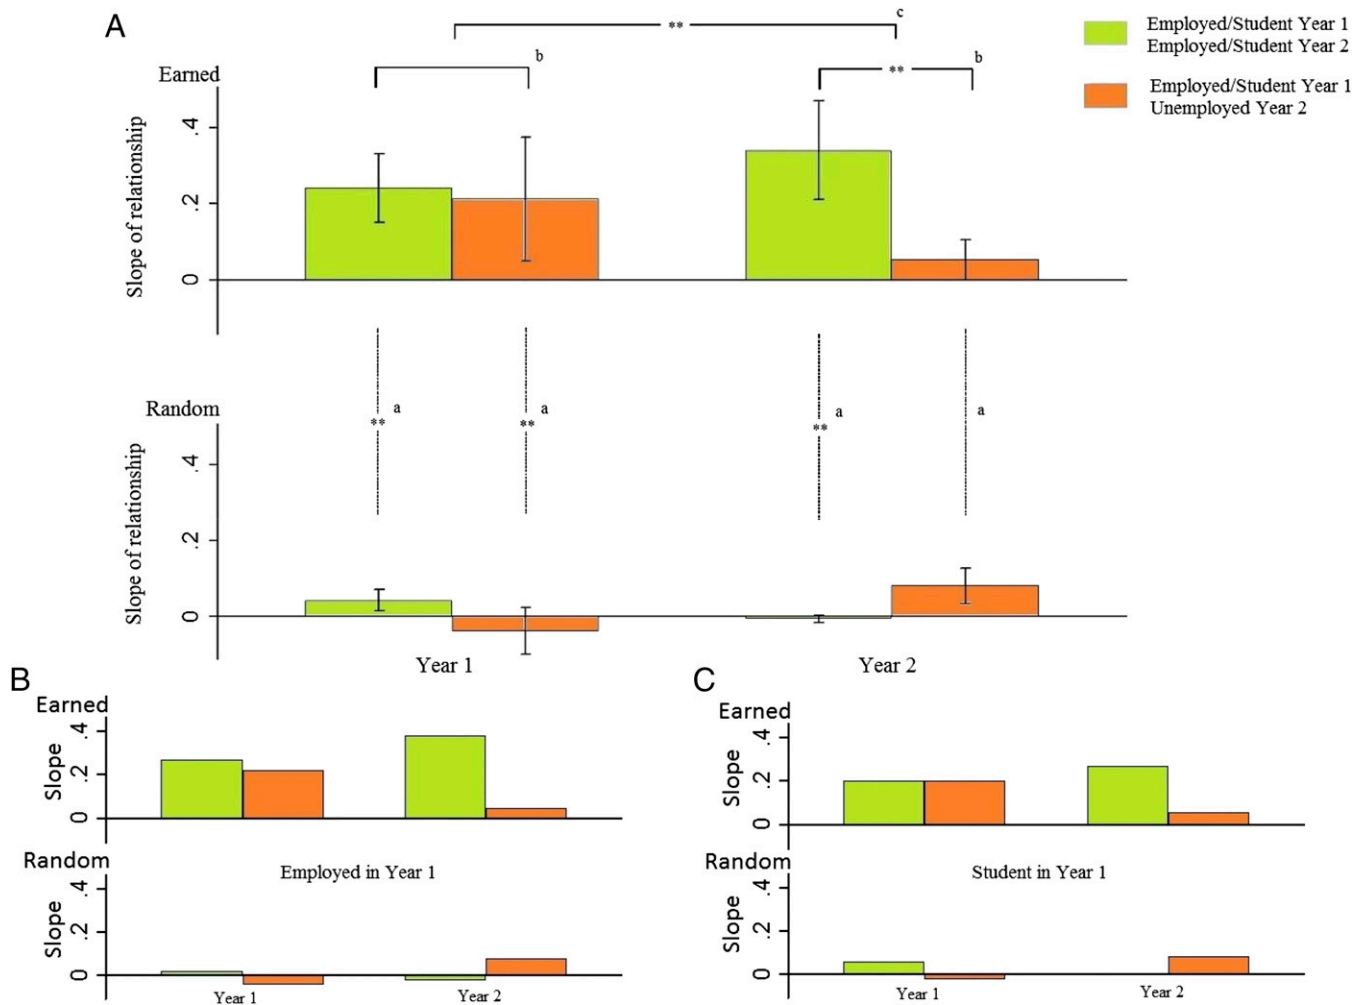 A
c
**
Employed/Student Year 1
Employed/Student Year 2
b
b
**
Earned
Employed/Student Year 1
Unemployed Year 2
.4
.2
0
Slope of relationship
Random
a
**
a
**
a
**
a
.4
.2
0
Slope of relationship
Year 1
Year 2
B
Earned
.4
.2
0
Slope
Random
Employed in Year 1
.4
.2
0
Slope
Year 1
Year 2
C
Earned
.4
.2
0
Slope
Random
Student in Year 1
.4
.2
0
Slope
Year 1
Year 2